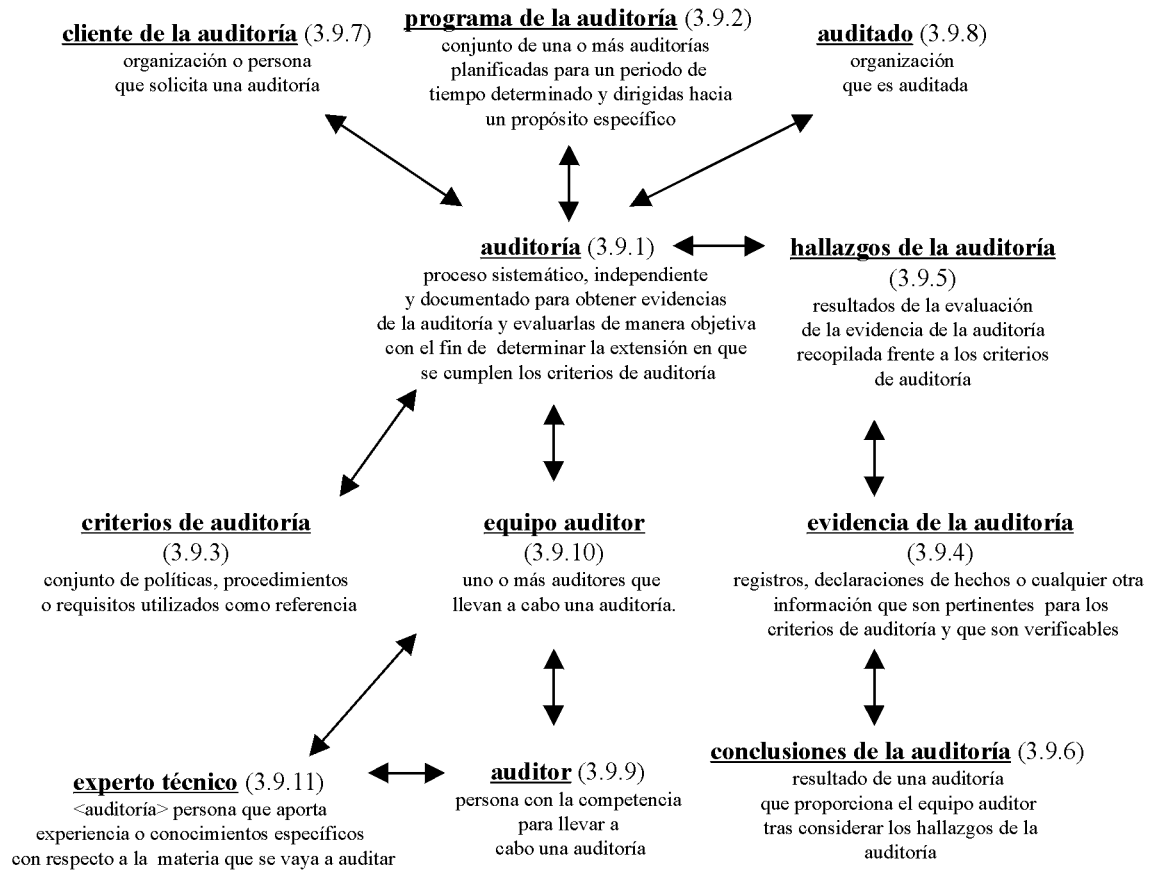 cliente de la auditoría (3.9.7)
organización o persona
que solicita una auditoría
programa de la auditoría (3.9.2)
conjunto de una o más auditorías
planificadas para un periodo de
tiempo determinado y dirigidas hacia
un propósito específico
auditado (3.9.8)
organización
que es auditada
auditoría (3.9.1)
proceso sistemático, independiente
y documentado para obtener evidencias
de la auditoría y evaluarlas de manera objetiva
con el fin de determinar la extensión en que
se cumplen los criterios de auditoría
hallazgos de la auditoría
(3.9.5)
resultados de la evaluación
de la evidencia de la auditoría
recopilada frente a los criterios
de auditoría
criterios de auditoría
(3.9.3)
conjunto de políticas, procedimientos
o requisitos utilizados como referencia
equipo auditor
(3.9.10)
uno o más auditores que
llevan a cabo una auditoría.
evidencia de la auditoría
(3.9.4)
registros, declaraciones de hechos o cualquier otra
información que son pertinentes para los
criterios de auditoría y que son verificables
experto técnico (3.9.11)
<auditoría> persona que aporta
experiencia o conocimientos específicos
con respecto a la materia que se vaya a auditar
auditor (3.9.9)
persona con la competencia
para llevar a
cabo una auditoría
conclusiones de la auditoría (3.9.6)
resultado de una auditoría
que proporciona el equipo auditor
tras considerar los hallazgos de la
auditoría